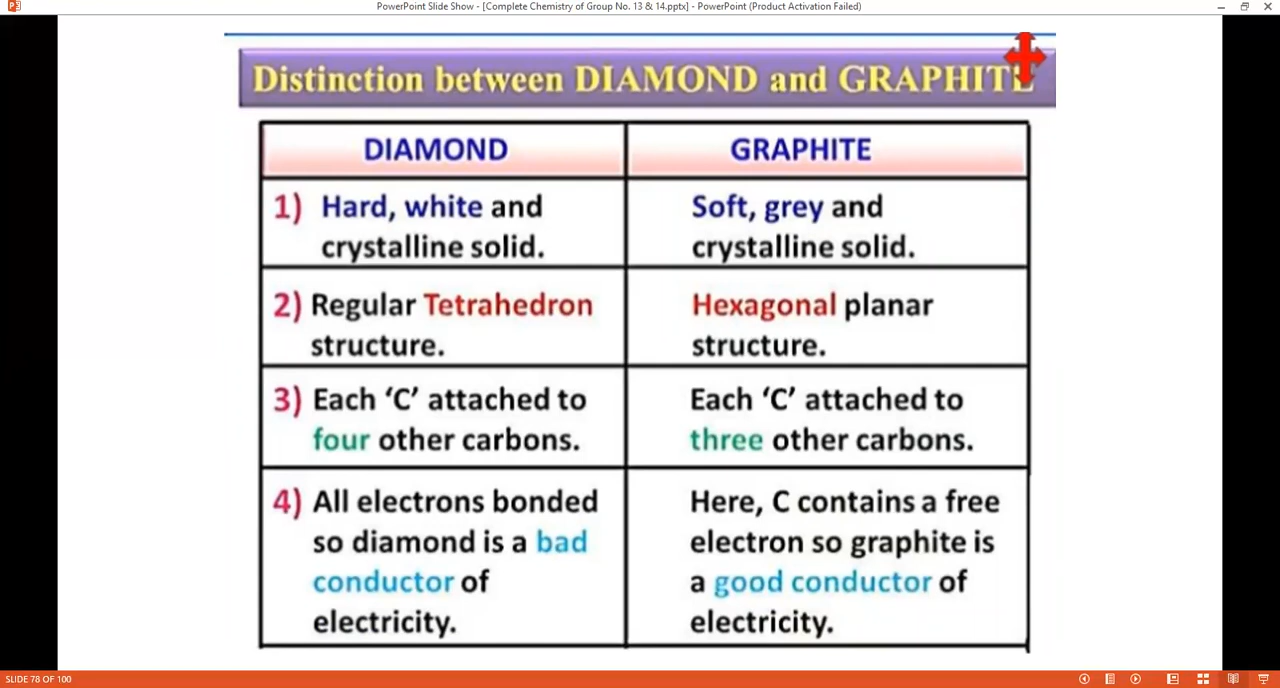 PowerPoint Slide Show - [Complete Chemistry of Group No. 13 & 14.pptx] - PowerPoint (Product Activation Failed)
Distinction between DIAMOND and GRAPHITE
DIAMOND
GRAPHITE
1) Hard, white and
crystalline solid.
Soft, grey and
crystalline solid.
2) Regular Tetrahedron
structure.
Hexagonal planar
structure.
3) Each ‘C’ attached to
four other carbons.
Each ‘C’ attached to
three other carbons.
4) All electrons bonded
so diamond is a bad
conductor of
electricity.
Here, C contains a free
electron so graphite is
a good conductor of
electricity.
SLIDE 78 OF 100